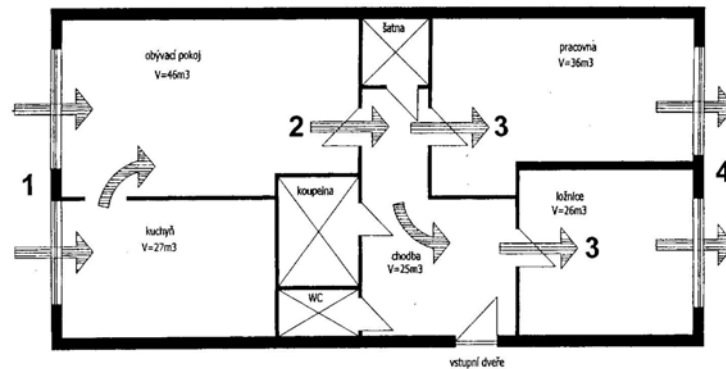 šatna
obývací pokoj
V=46m3
pracovna
V=36m3
2
3
1
4
koupelna
ložnice
V=26m3
kuchyň
V=27m3
3
chodba
V=25m3
WC
vstupní dveře